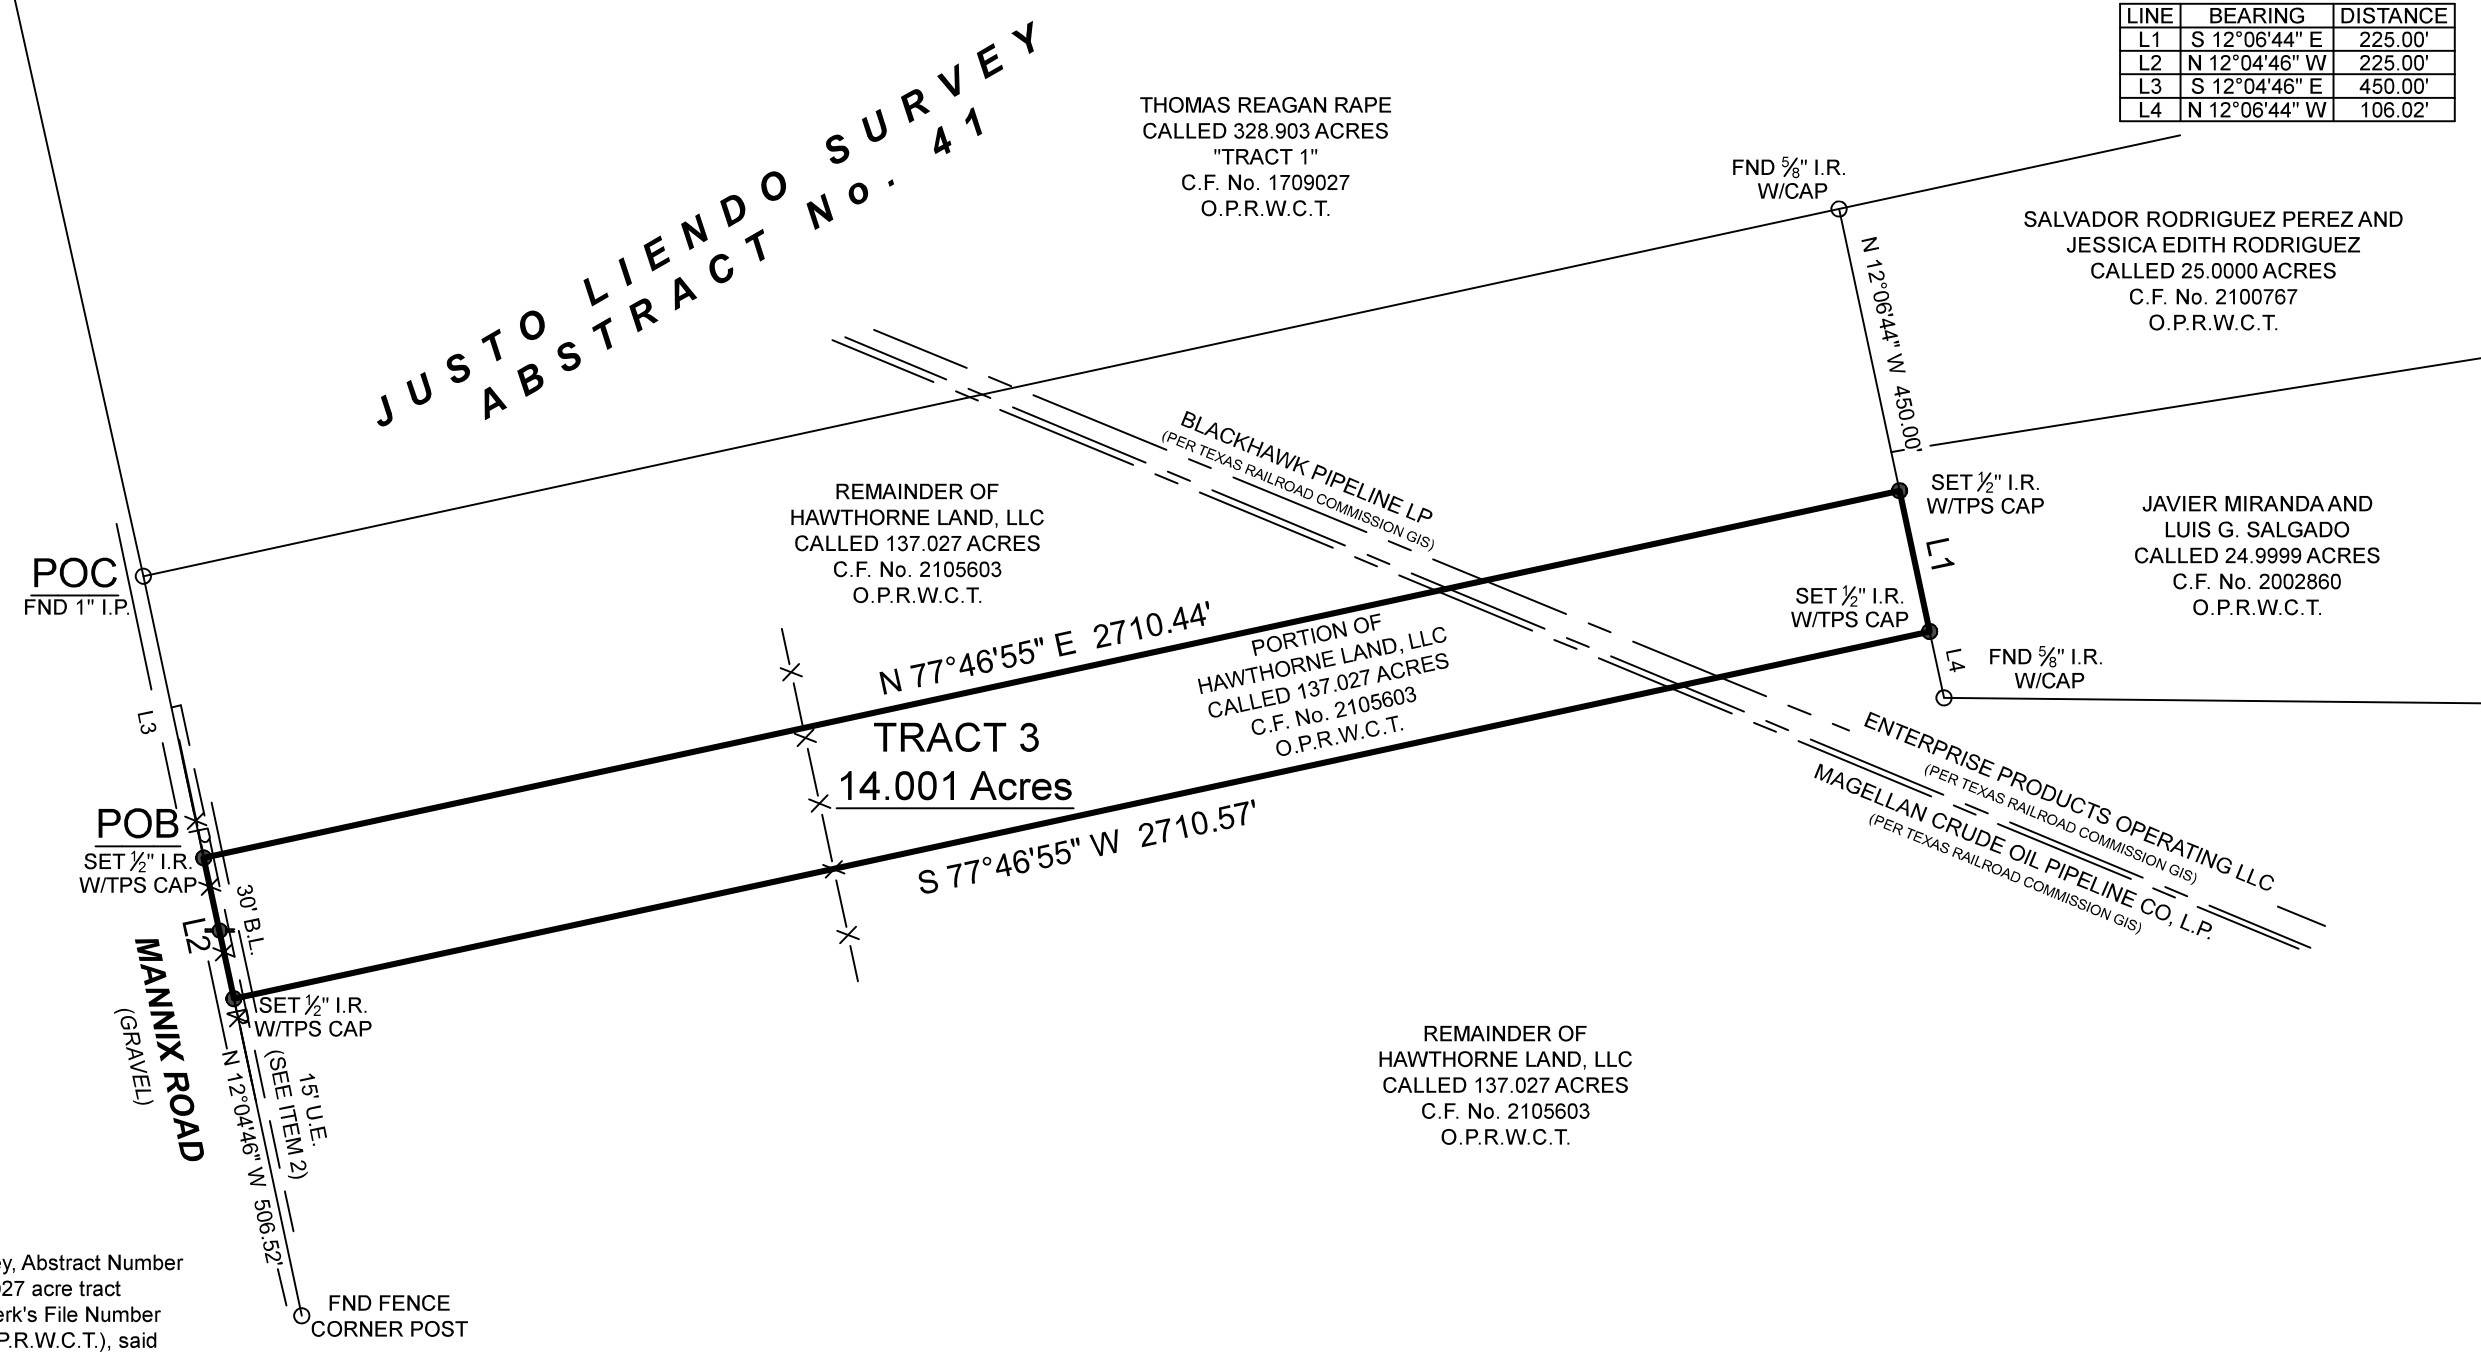 LINE BEARING DISTANCE
L1 S 12°06'44" E 225.00'
L2 N 12°04'46" W 225.00'
L3 S 12°04'46" E 450.00'
L4 N 12°06'44" W 106.02'
JUSTO LIENDO SURVEY
ABSTRACT No. 41
THOMAS REAGAN RAPE
CALLED 328.903 ACRES
"TRACT 1"
C.F. No. 1709027
O.P.R.W.C.T.
FND ⅝" I.R.
W/CAP
SALVADOR RODRIGUEZ PEREZ AND
JESSICA EDITH RODRIGUEZ
CALLED 25.0000 ACRES
C.F. No. 2100767
O.P.R.W.C.T.
N 12°06'44" W 450.00'
BLACKHAWK PIPELINE LP
(PER TEXAS RAILROAD COMMISSION GIS)
REMAINDER OF
HAWTHORNE LAND, LLC
CALLED 137.027 ACRES
C.F. No. 2105603
O.P.R.W.C.T.
SET ½" I.R.
W/TPS CAP
JAVIER MIRANDA AND
LUIS G. SALGADO
CALLED 24.9999 ACRES
C.F. No. 2002860
O.P.R.W.C.T.
L1
POC
FND 1" I.P.
SET ½" I.R.
W/TPS CAP
N 77°46'55" E 2710.44'
PORTION OF
HAWTHORNE LAND, LLC
CALLED 137.027 ACRES
C.F. No. 2105603
O.P.R.W.C.T.
L4
FND ⅝" I.R.
W/CAP
L3
TRACT 3
14.001 Acres
ENTERPRISE PRODUCTS OPERATING LLC
(PER TEXAS RAILROAD COMMISSION GIS)
MAGELLAN CRUDE OIL PIPELINE CO, L.P.
(PER TEXAS RAILROAD COMMISSION GIS)
S 77°46'55" W 2710.57'
POB
SET ½" I.R.
W/TPS CAP
30' B.L.
L2
MANNIX ROAD
(GRAVEL)
SET ½" I.R.
W/TPS CAP
15' U.E.
(SEE ITEM 2)
N 12°04'46" W 506.52'
REMAINDER OF
HAWTHORNE LAND, LLC
CALLED 137.027 ACRES
C.F. No. 2105603
O.P.R.W.C.T.
FND FENCE
CORNER POST
y, Abstract Number
27 acre tract
erk's File Number
P.R.W.C.T.), said